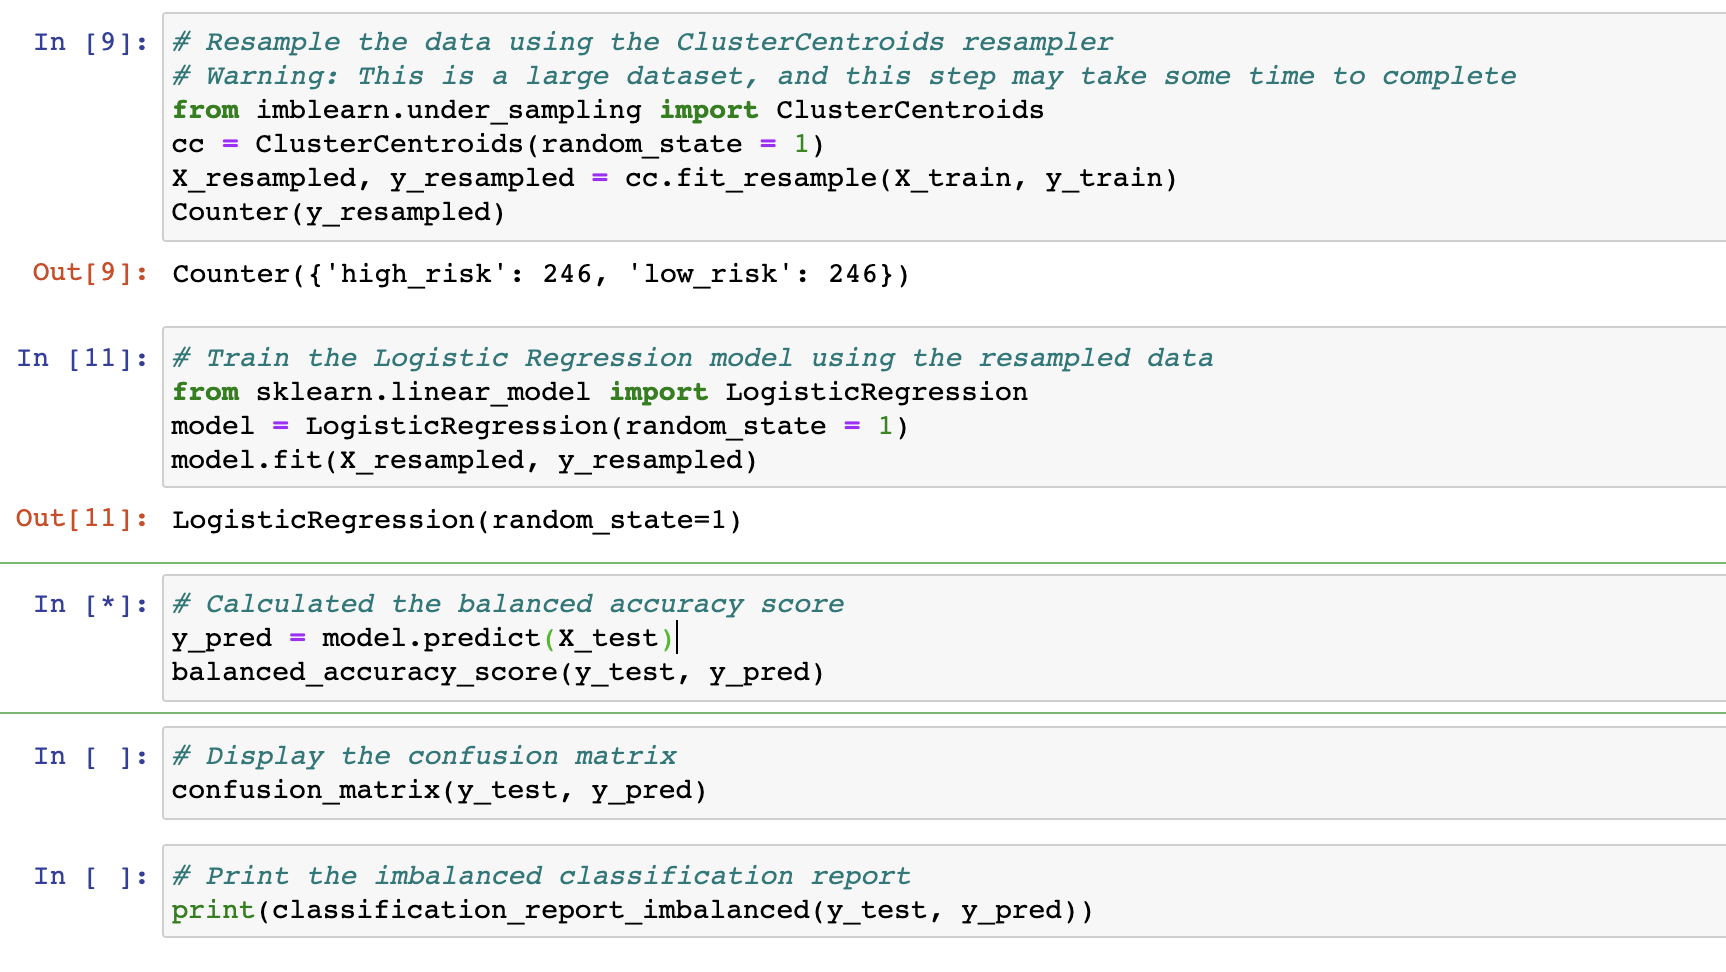 In [9]: # Resample the data using the ClusterCentroids resampler
# Warning: This is a large dataset, and this step may take some time to complete
from imblearn.under_sampling import ClusterCentroids
cc = ClusterCentroids(random_state = 1)
X_resampled, y_resampled = cc.fit_resample(X_train, y_train)
Counter(y_resampled)
Out[9]: Counter({'high_risk': 246, 'low_risk': 246})
In [11]: # Train the Logistic Regression model using the resampled data
from sklearn.linear_model import LogisticRegression
model = LogisticRegression(random_state = 1)
model.fit(X_resampled, y_resampled)
Out[11]: LogisticRegression(random_state=1)
In [*]: # Calculated the balanced accuracy score
y_pred = model.predict(X_test)
balanced_accuracy_score(y_test, y_pred)
In [ ]: # Display the confusion matrix
confusion_matrix(y_test, y_pred)
In [ ]: # Print the imbalanced classification report
print(classification_report_imbalanced(y_test, y_pred))